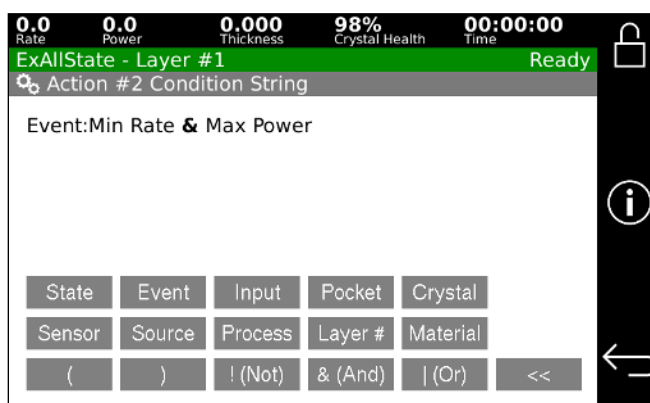 0.0 0.0 0.000 98% 00:00:00
Rate Power Thickness Crystal Health Time
ExAllState - Layer #1 Ready
Action #2 Condition String
Event:Min Rate & Max Power
State Event Input Pocket Crystal
Sensor Source Process Layer # Material
( ) ! (Not) & (And) | (Or) <<